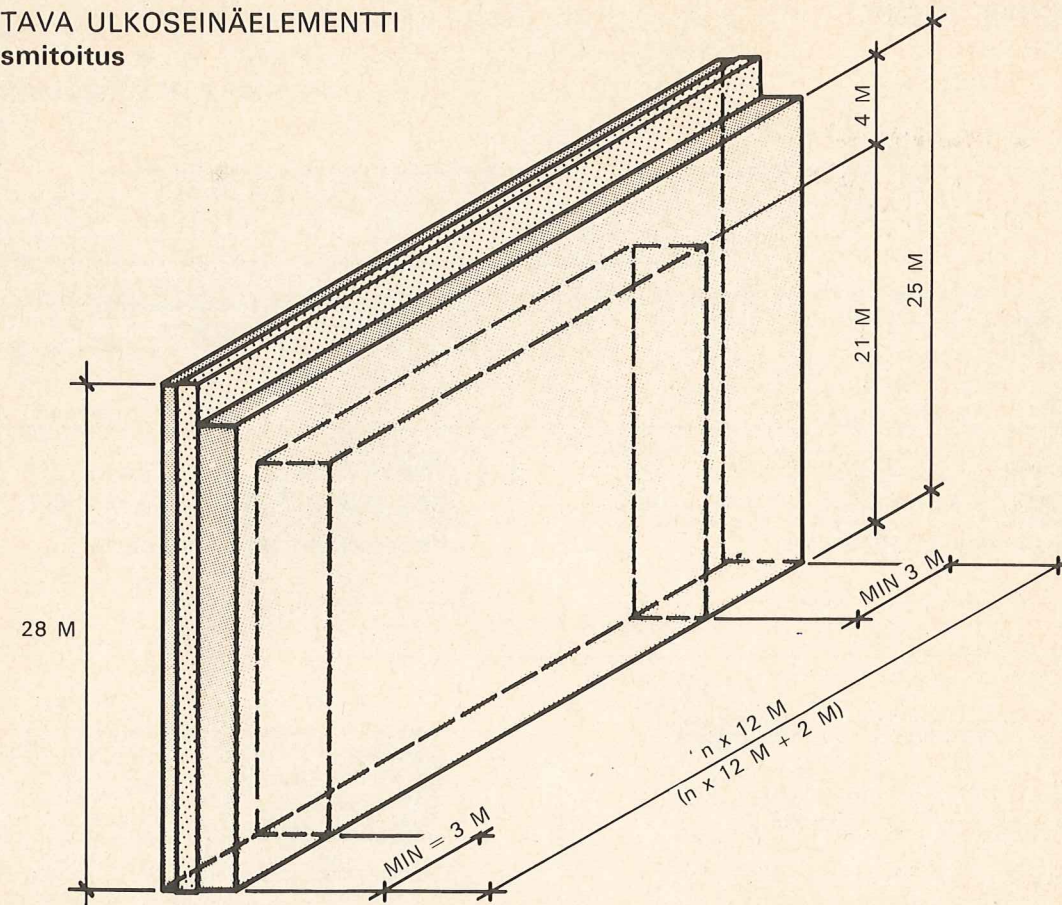 TAVA ULKOSEINÄELEMENTTI
smitoitus
4 M
21 M
25 M
28 M
MIN 3 M
n x 12 M
(n x 12 M + 2 M)
MIN = 3 M